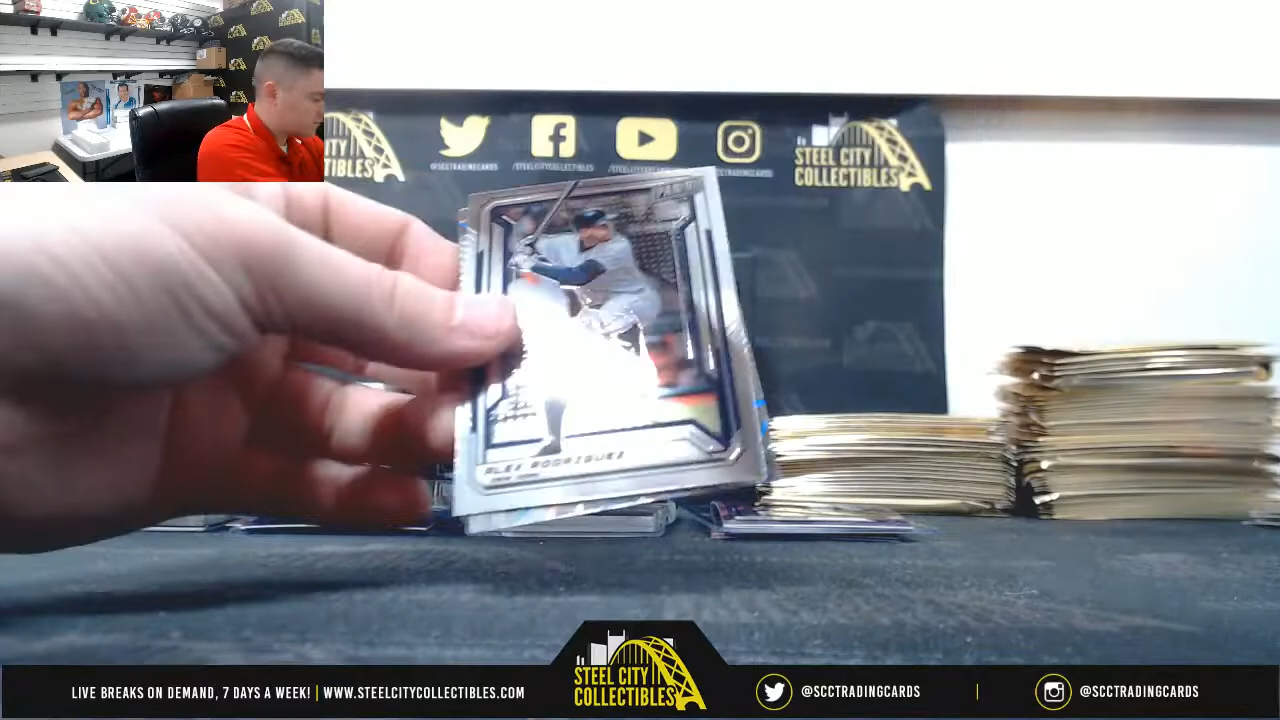 TIBLES
@SCCTRADINGCARDS
/STEELCITYCOLLECTIBLES
STEEL CITY
COLLECTIBLES
PANINI
ALEX RODRIGUEZ
STEEL CITY
COLLECTIBLES
LIVE BREAKS ON DEMAND, 7 DAYS A WEEK! | WWW.STEELCITYCOLLECTIBLES.COM
@SCCTRADINGCARDS
@SCCTRADINGCARDS